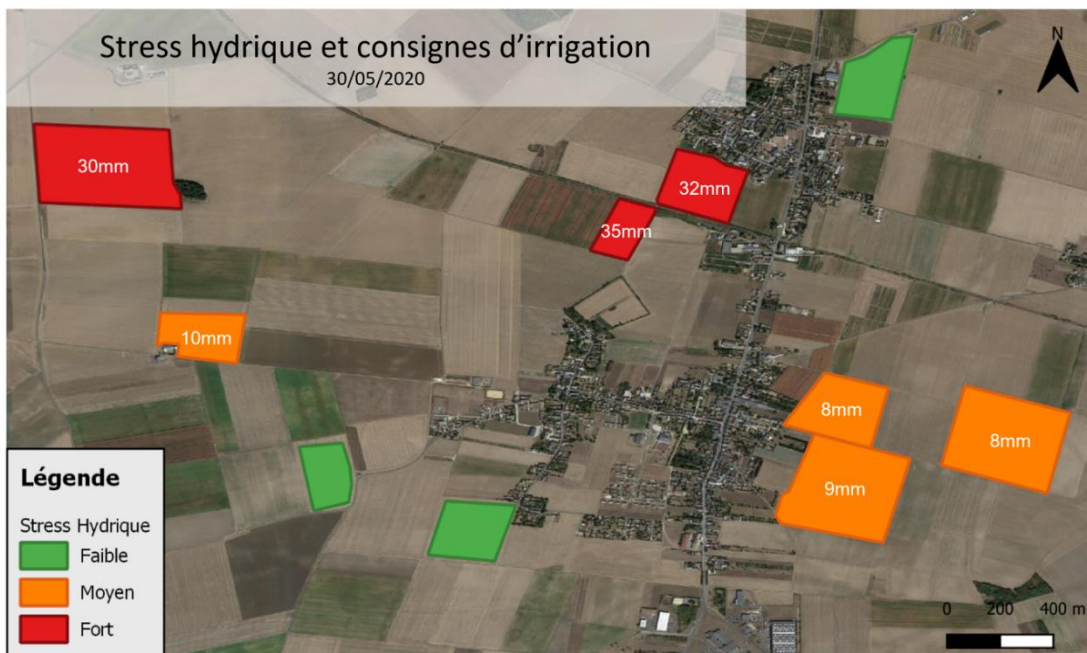 Stress hydrique et consignes d’irrigation
30/05/2020
N
30mm
32mm
35mm
10mm
8mm
8mm
9mm
Légende
Stress Hydrique
Faible
Moyen
Fort
0 200 400 m